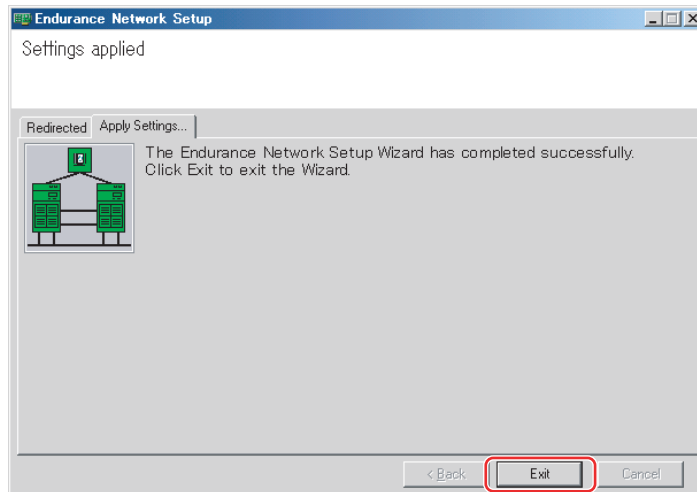 Endurance Network Setup
Settings applied
Redirected Apply Settings...
The Endurance Network Setup Wizard has completed successfully.
Click Exit to exit the Wizard.
< Back Exit Cancel